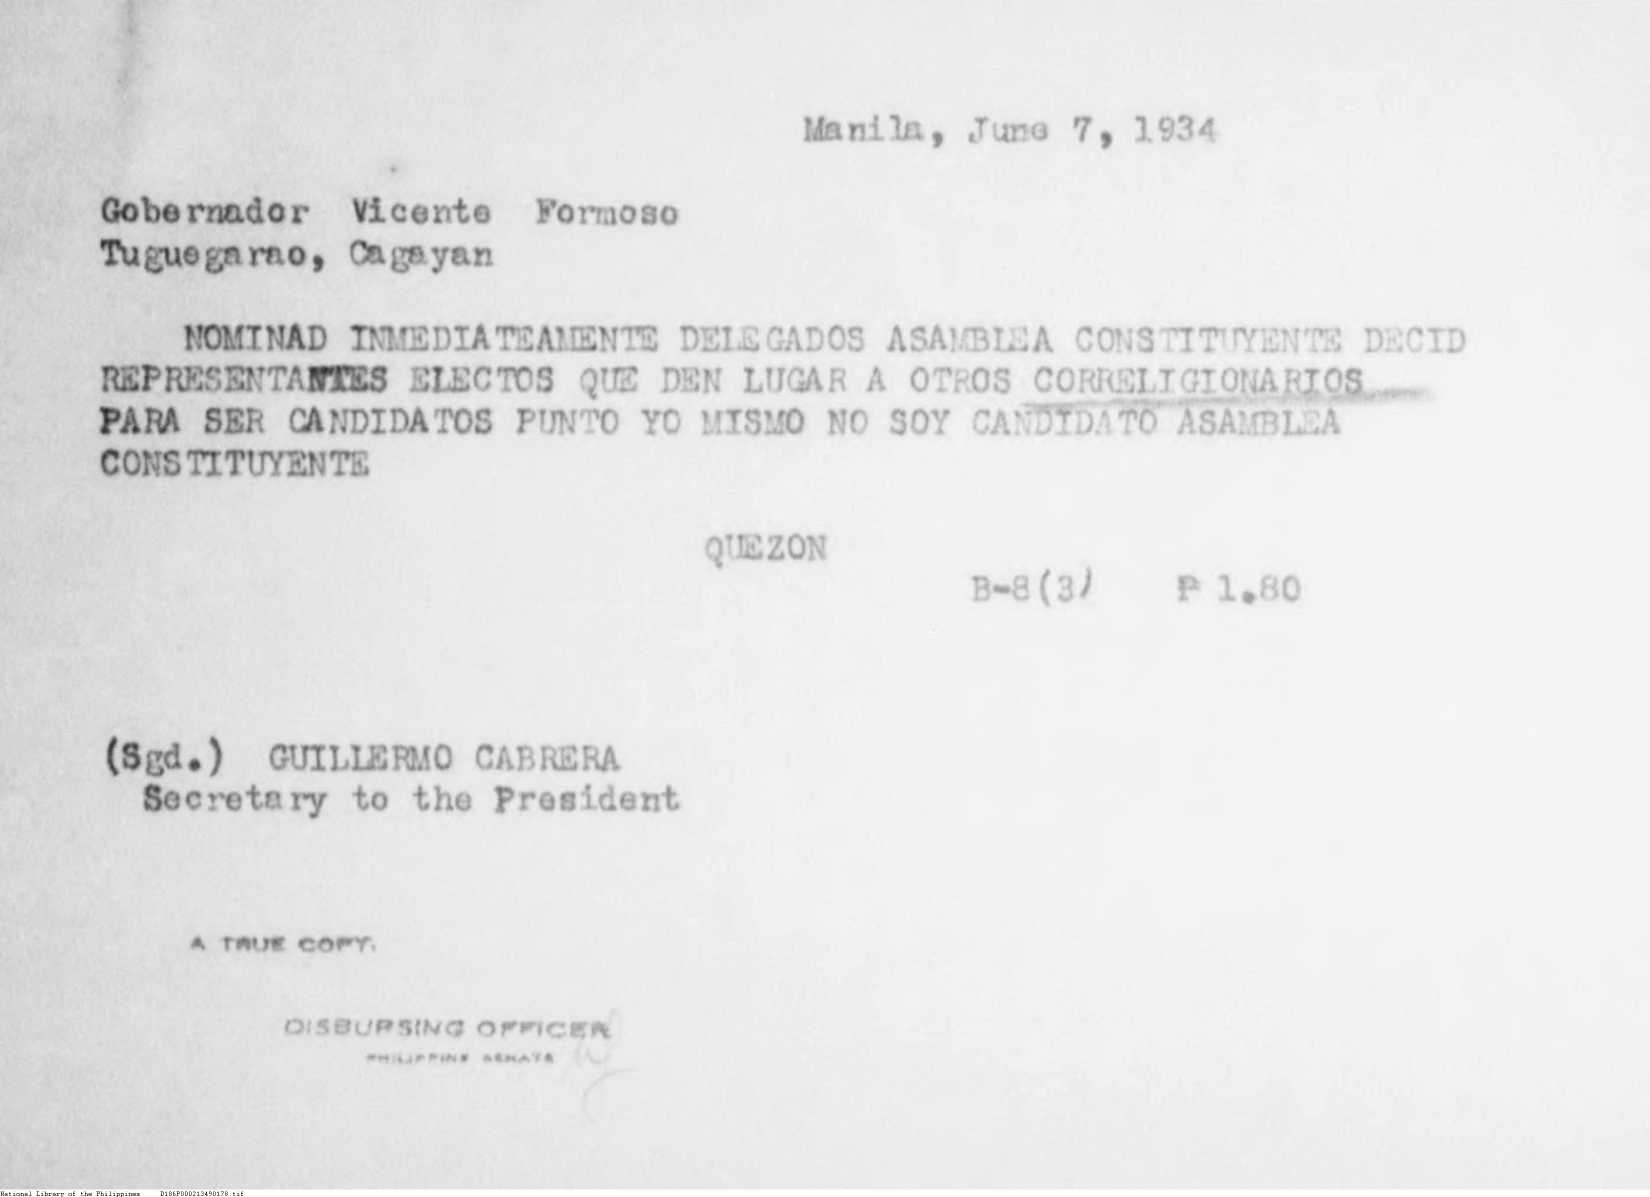 Manila, June 7, 1934
Gobernador Vicente Formoso
Tuguegarao, Cagayan
NOMINAD INMEDIATEAMENTE DELEGADOS ASAMBLEA CONSTITUYENTE DECID
REPRESENTANTES ELECTOS QUE DEN LUGAR A OTROS CORRELIGIONARIOS
PARA SER CANDIDATOS PUNTO YO MISMO NO SOY CANDIDATO ASAMBLEA
CONSTITUYENTE
QUEZON
B-8(3) ₱ 1.80
(Sgd.) GUILLERMO CABRERA
Secretary to the President
A TRUE COPY.
DISBURSING OFFICER
PHILIPPINE SENATE
National Library of the Philippines D186P000213490178.tif